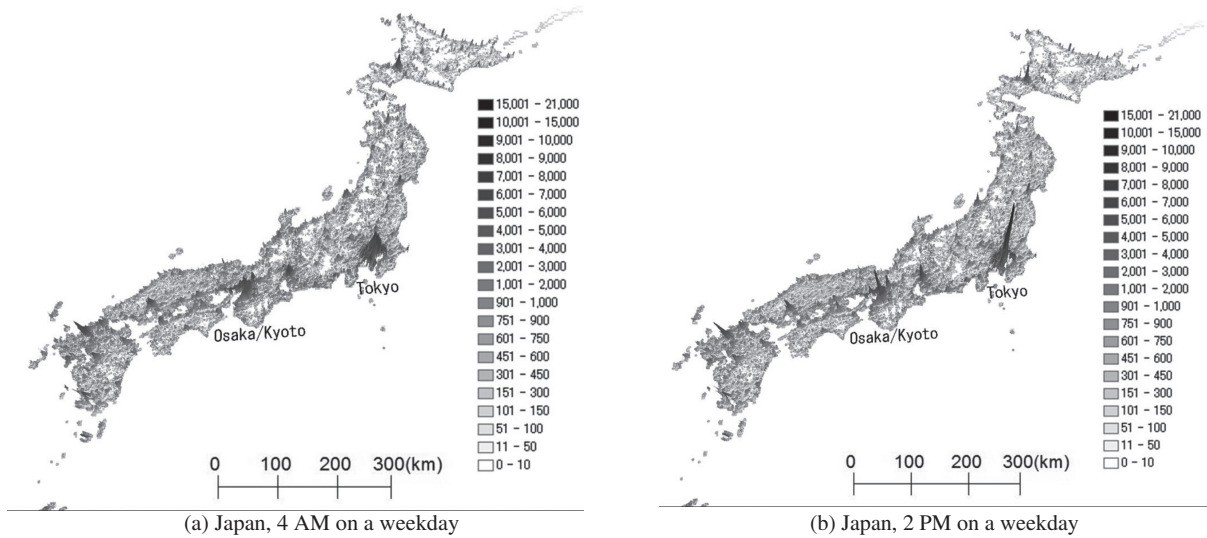 15,001 - 21,000
10,001 - 15,000
9,001 - 10,000
8,001 - 9,000
7,001 - 8,000
6,001 - 7,000
5,001 - 6,000
4,001 - 5,000
3,001 - 4,000
2,001 - 3,000
1,001 - 2,000
901 - 1,000
751 - 900
601 - 750
451 - 600
301 - 450
151 - 300
101 - 150
51 - 100
11 - 50
0 - 10
Tokyo
Osaka/Kyoto
0 100 200 300(km)
(a) Japan, 4 AM on a weekday
15,001 - 21,000
10,001 - 15,000
9,001 - 10,000
8,001 - 9,000
7,001 - 8,000
6,001 - 7,000
5,001 - 6,000
4,001 - 5,000
3,001 - 4,000
2,001 - 3,000
1,001 - 2,000
901 - 1,000
751 - 900
601 - 750
451 - 600
301 - 450
151 - 300
101 - 150
51 - 100
11 - 50
0 - 10
Tokyo
Osaka/Kyoto
0 100 200 300(km)
(b) Japan, 2 PM on a weekday